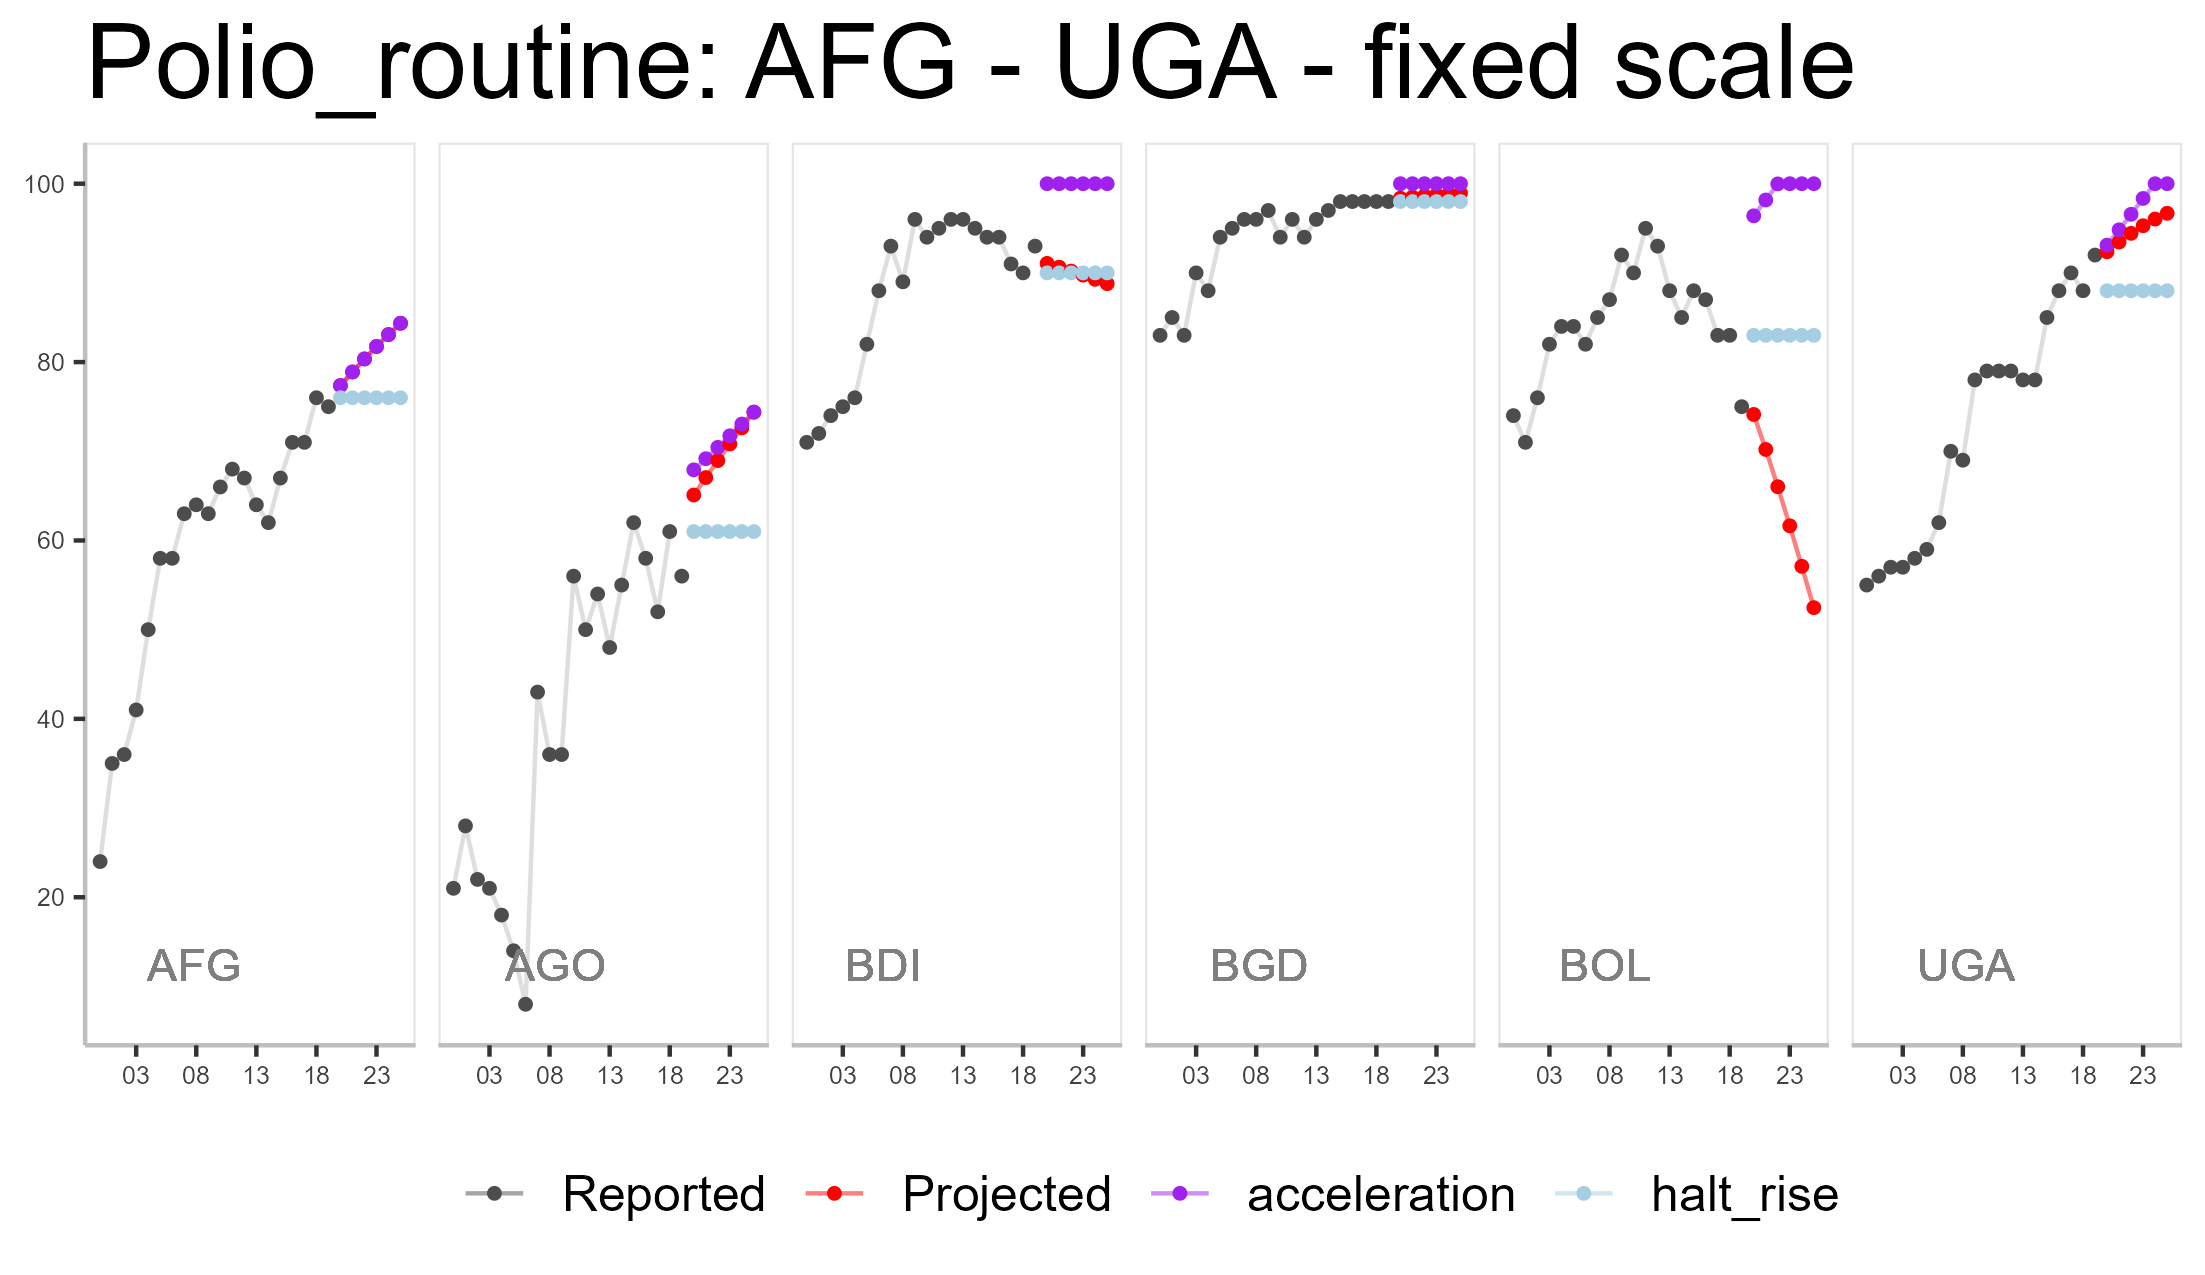 Polio_routine: AFG - UGA - fixed scale
100
80
60
40
20
AFG AGO BDI BGD BOL UGA
03 08 13 18 23 03 08 13 18 23 03 08 13 18 23 03 08 13 18 23 03 08 13 18 23 03 08 13 18 23
Reported Projected acceleration halt_rise